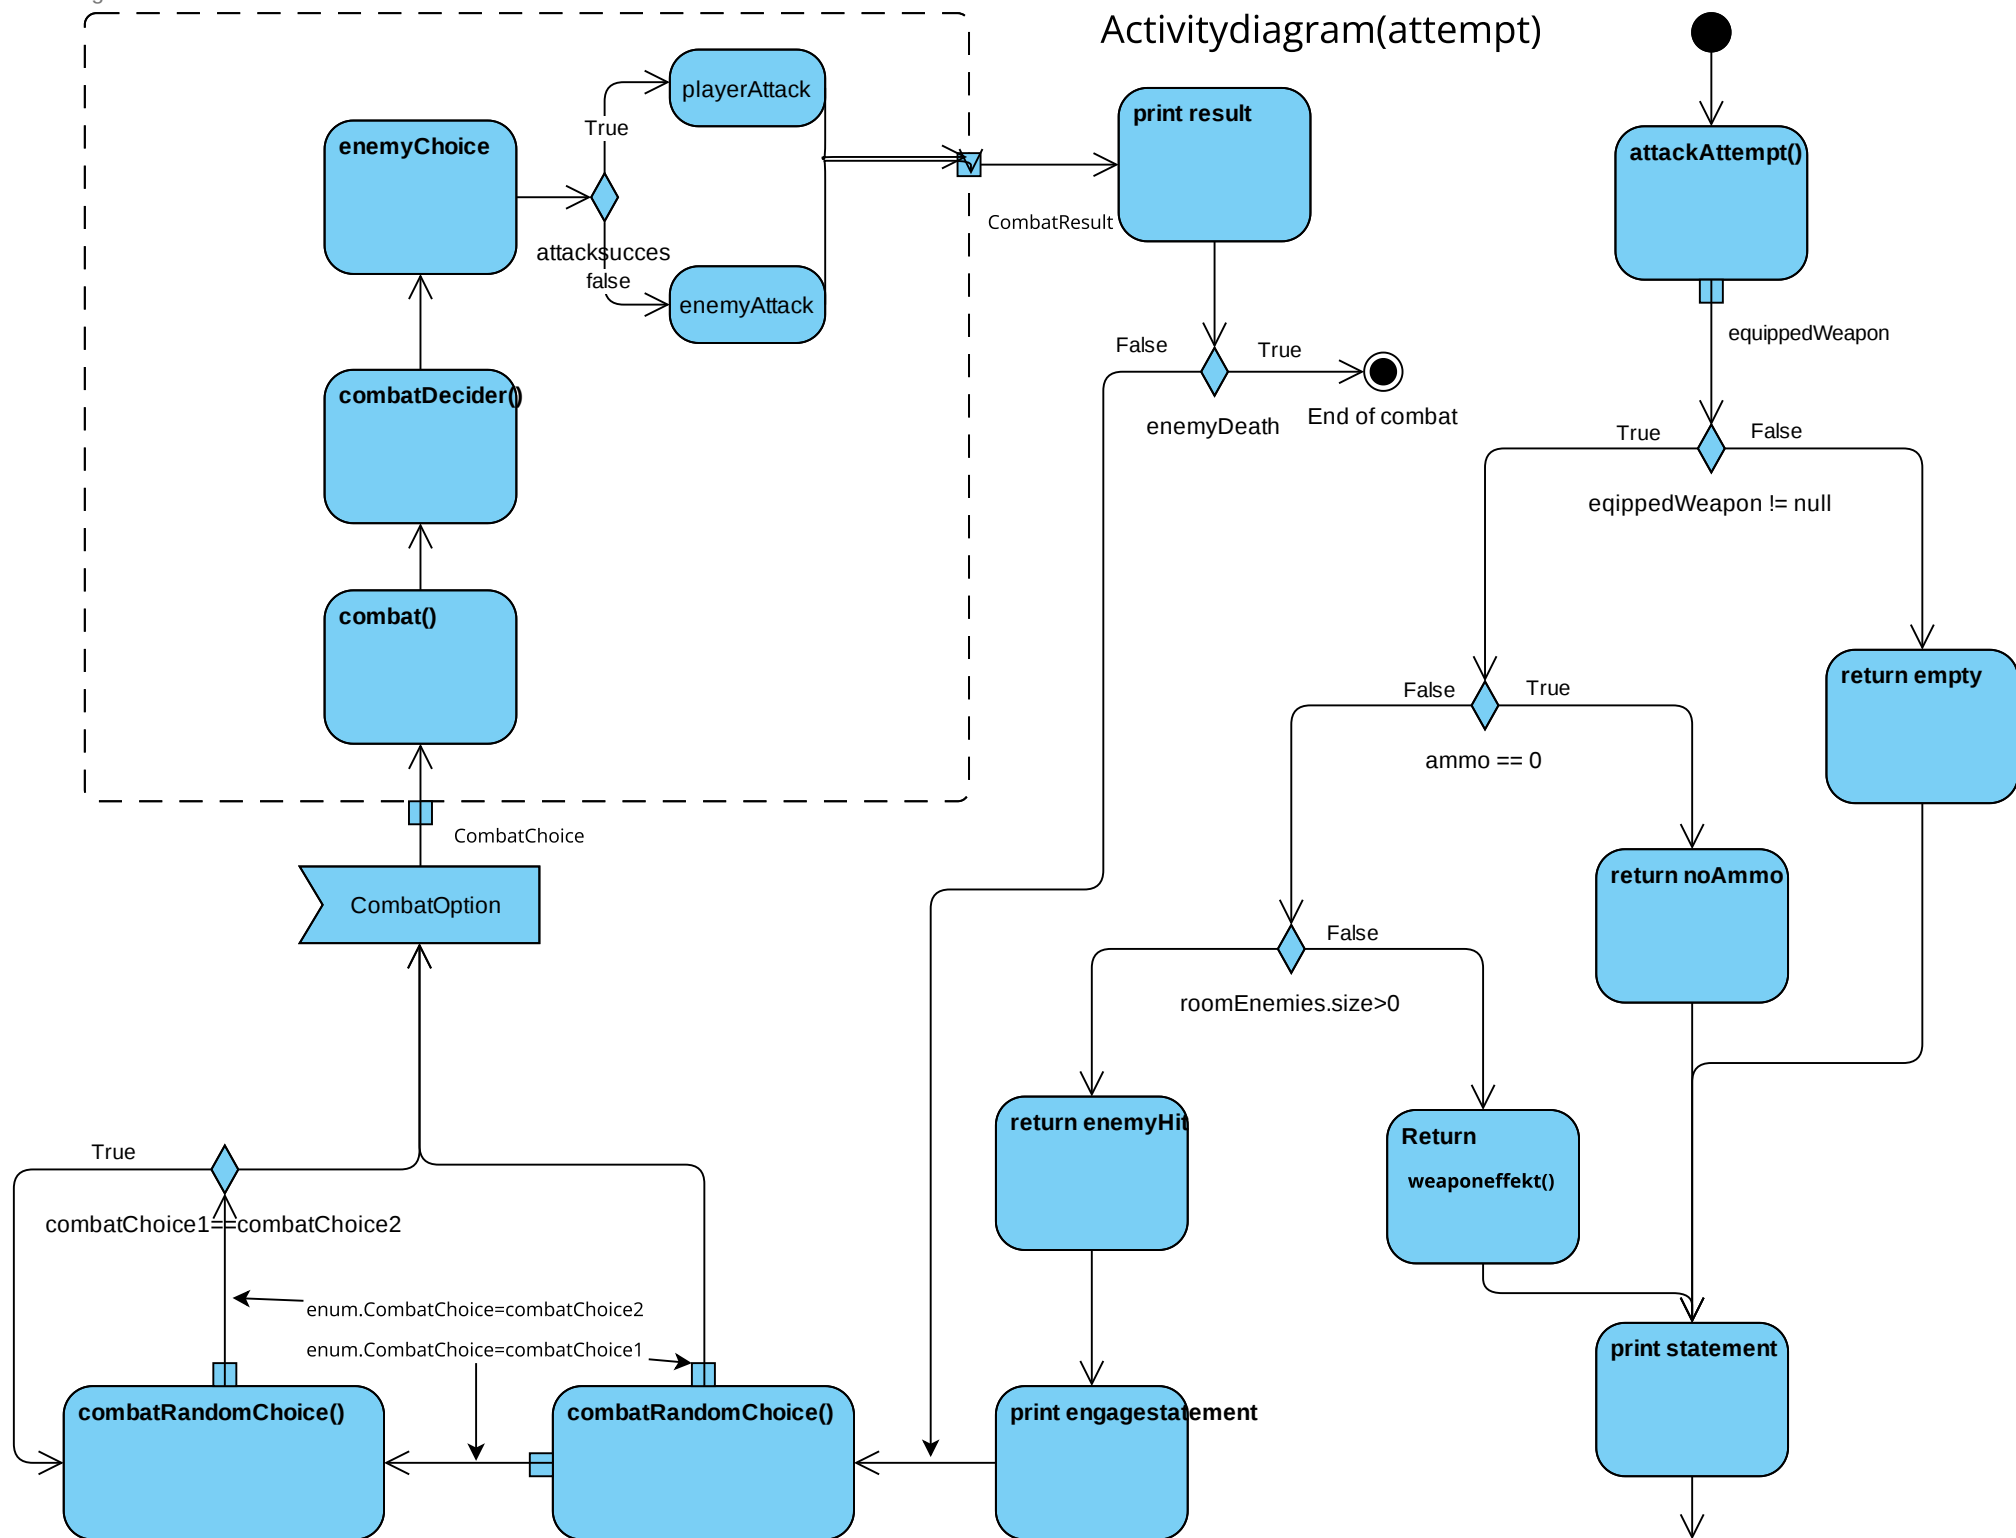 Activitydiagram(attempt)
playerAttack
True
enemyChoice
attacksucces
false
enemyAttack
combatDecider()
combat()
CombatChoice
CombatOption
print result
CombatResult
False
True
enemyDeath
End of combat
attackAttempt()
equippedWeapon
True
False
eqippedWeapon != null
return empty
False
True
ammo == 0
return noAmmo
False
roomEnemies.size>0
return enemyHit
Return
weaponeffekt()
print statement
print engagestatement
True
combatChoice1==combatChoice2
enum.CombatChoice=combatChoice2
enum.CombatChoice=combatChoice1
combatRandomChoice()
combatRandomChoice()